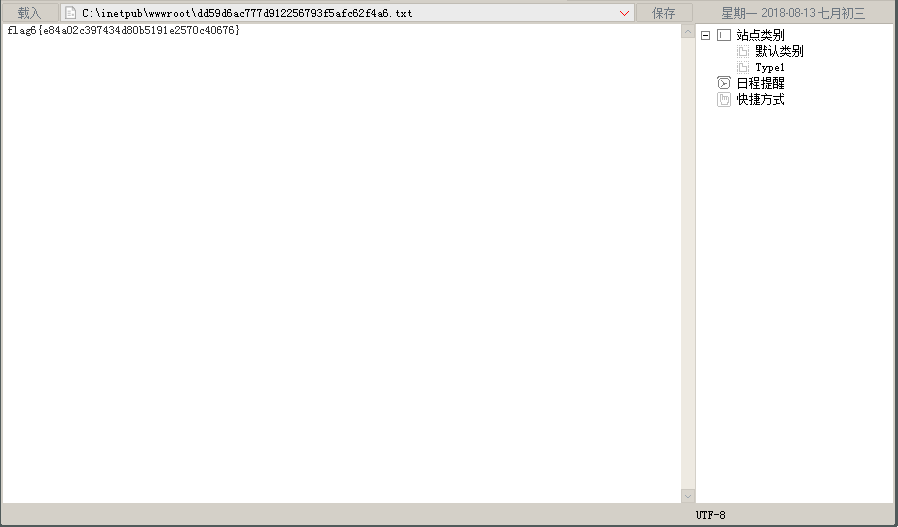 载入 C:\inetpub\wwwroot\dd59d6ac777d912256793f5afc62f4a6.txt 保存 星期一 2018-08-13 七月初三
flag6{e84a02c397434d80b5191e2570c40676}
站点类别
默认类别
Type1
日程提醒
快捷方式
UTF-8